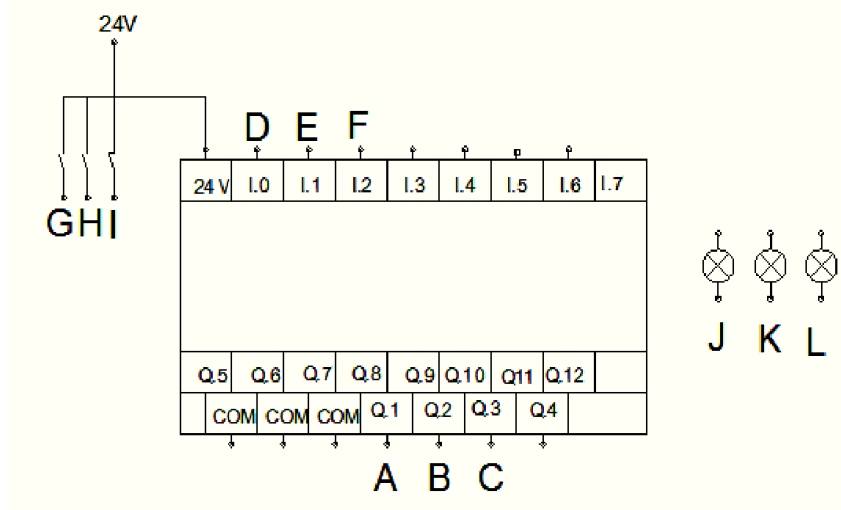 24V
D E F
24 V I.0 I.1 I.2 I.3 I.4 I.5 I.6 I.7
G H I
J K L
Q.5 Q.6 Q.7 Q.8 Q.9 Q.10 Q11 Q.12
COM COM COM Q.1 Q.2 Q.3 Q.4
A B C